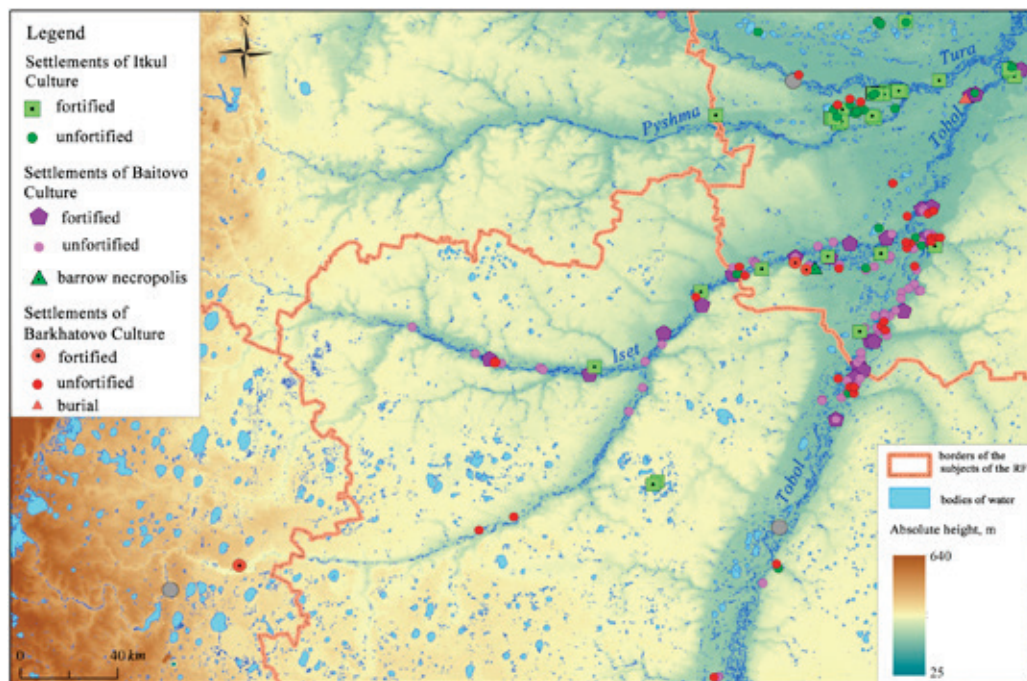 Legend
Settlements of Itkul
Culture
fortified
unfortified
Settlements of Baitovo
Culture
fortified
unfortified
barrow necropolis
Settlements of
Barkhatovo Culture
fortified
unfortified
burial
N
Tura
Pyshma
Tobol
Iset
Tobol
borders of the
subjects of the RF
bodies of water
Absolute height, m
640
25
0 40 km